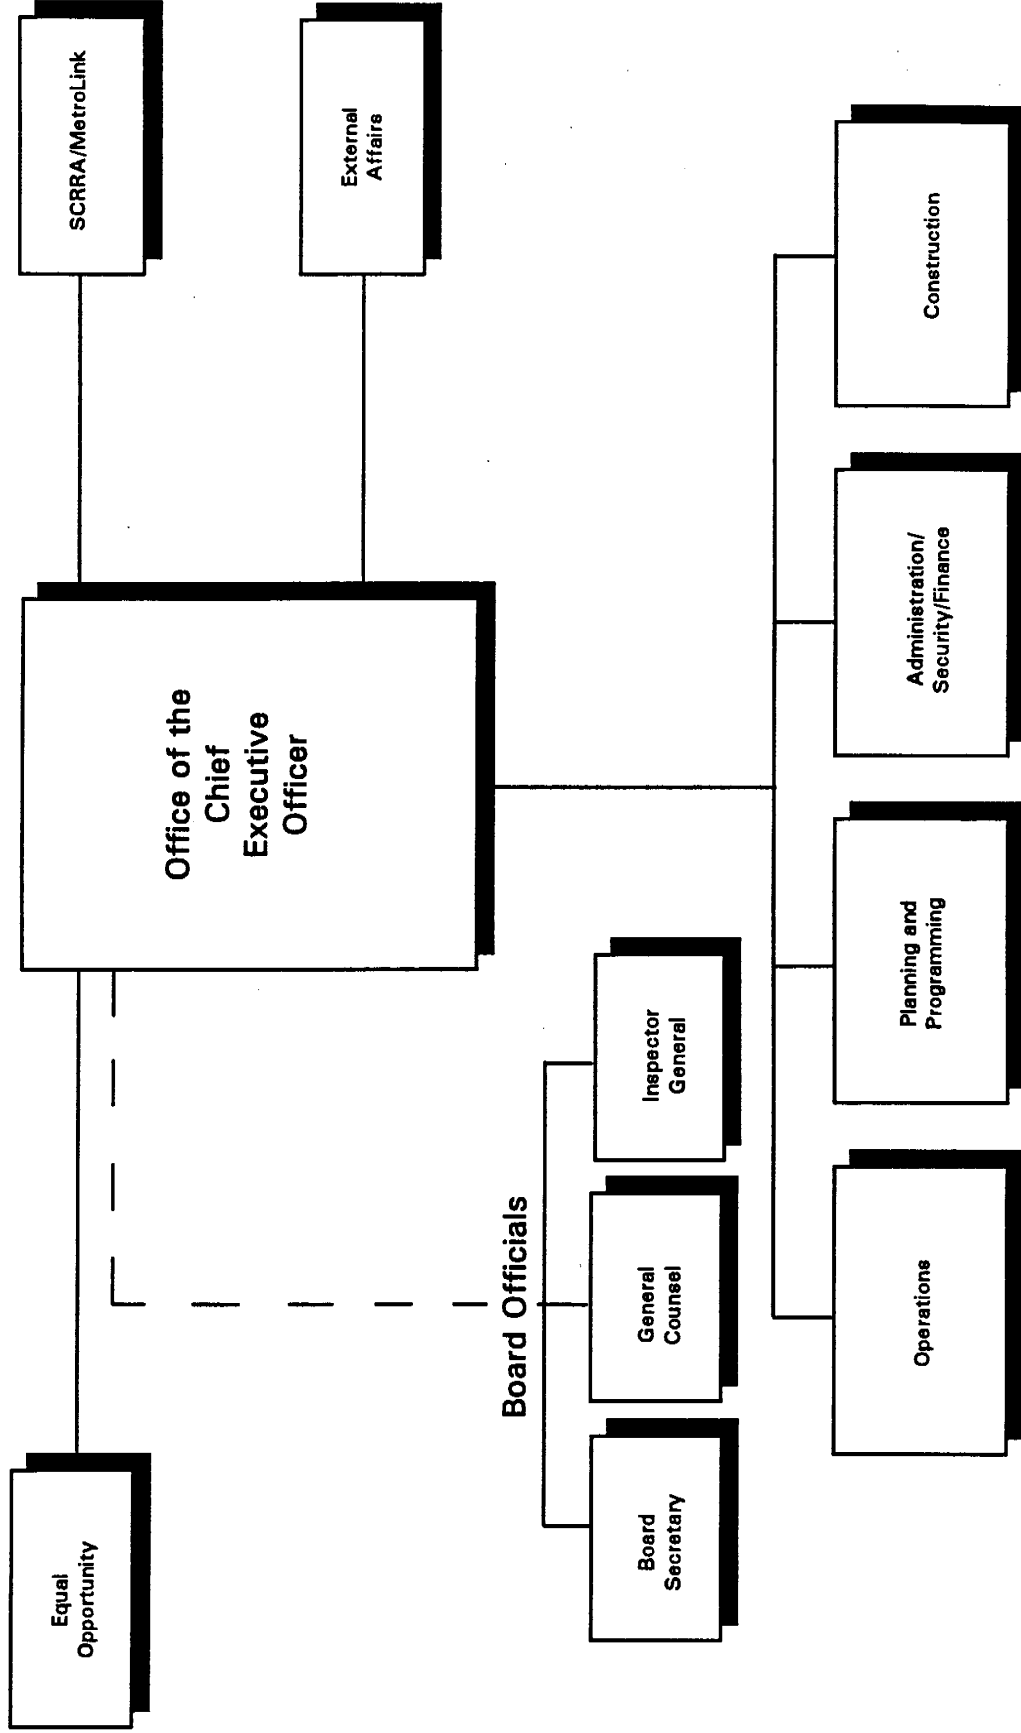 Equal
Opportunity
Office of the
Chief
Executive
Officer
SCRRA/MetroLink
External
Affairs
Board Officials
Board
Secretary
General
Counsel
Inspector
General
Operations
Planning and
Programming
Administration/
Security/Finance
Construction